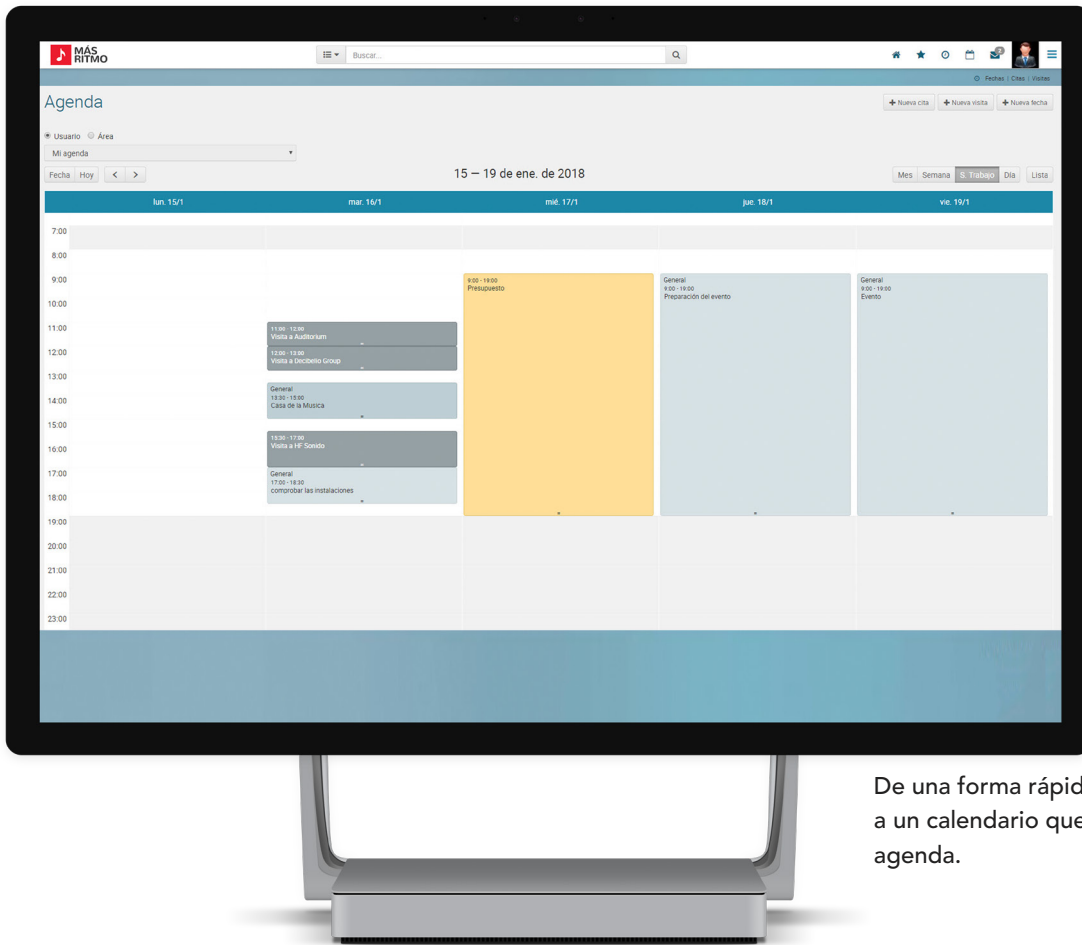 MÁS
RITMO
Buscar...
2
Fechas | Citas | Visitas
Agenda
+ Nueva cita
+ Nueva visita
+ Nueva fecha
Usuario
Área
Mi agenda
Fecha
Hoy
<
>
15 — 19 de ene. de 2018
Mes
Semana
S. Trabajo
Día
Lista
lun. 15/1
mar. 16/1
mié. 17/1
jue. 18/1
vie. 19/1
7:00
8:00
9:00
10:00
11:00
12:00
13:00
14:00
15:00
16:00
17:00
18:00
19:00
20:00
21:00
22:00
23:00
11:00 - 12:00
Visita a Auditorium
12:00 - 13:00
Visita a Decibelio Group
General
13:30 - 15:00
Casa de la Musica
15:30 - 17:00
Visita a HF Sonido
General
17:00 - 18:30
comprobar las instalaciones
9:00 - 19:00
Presupuesto
General
9:00 - 19:00
Preparación del evento
General
9:00 - 19:00
Evento
De una forma rápid
a un calendario que
agenda.